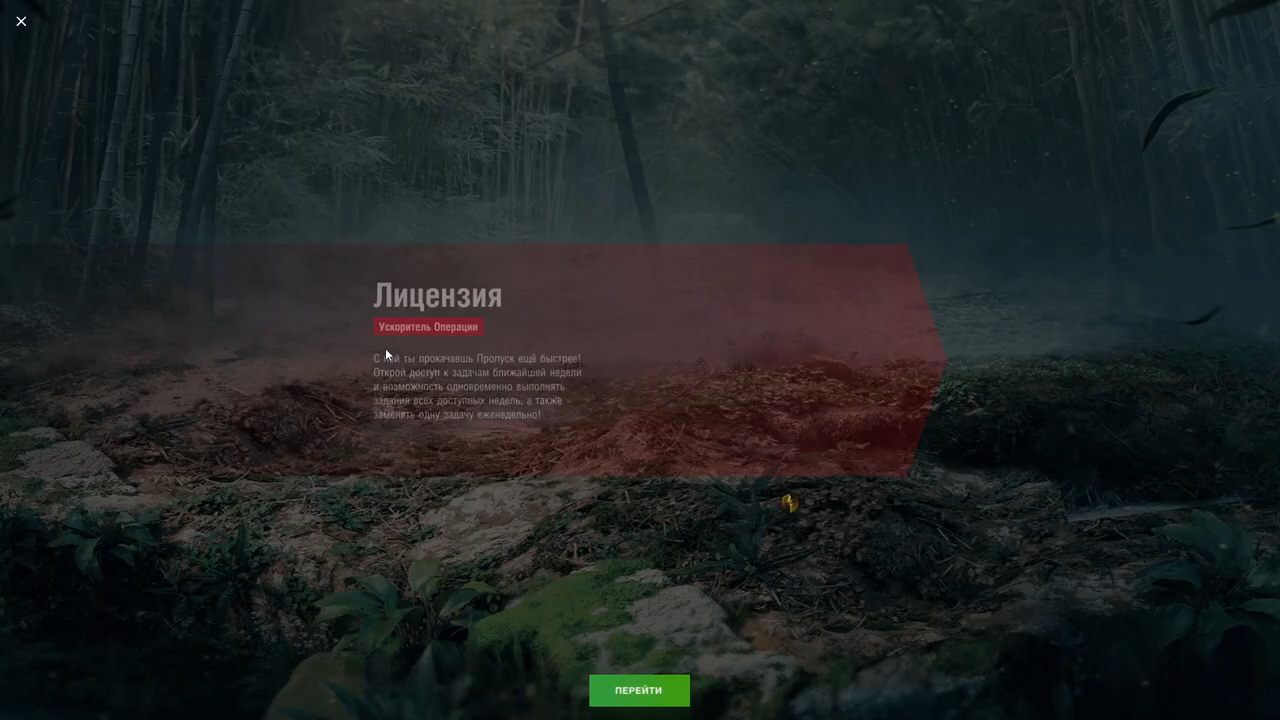 Лицензия
Ускоритель Операции
С ней ты прокачаешь Пропуск ещё быстрее!
Открой доступ к задачам ближайшей недели
и возможность одновременно выполнять
задания всех доступных недель, а также
заменять одну задачу еженедельно!
ПЕРЕЙТИ